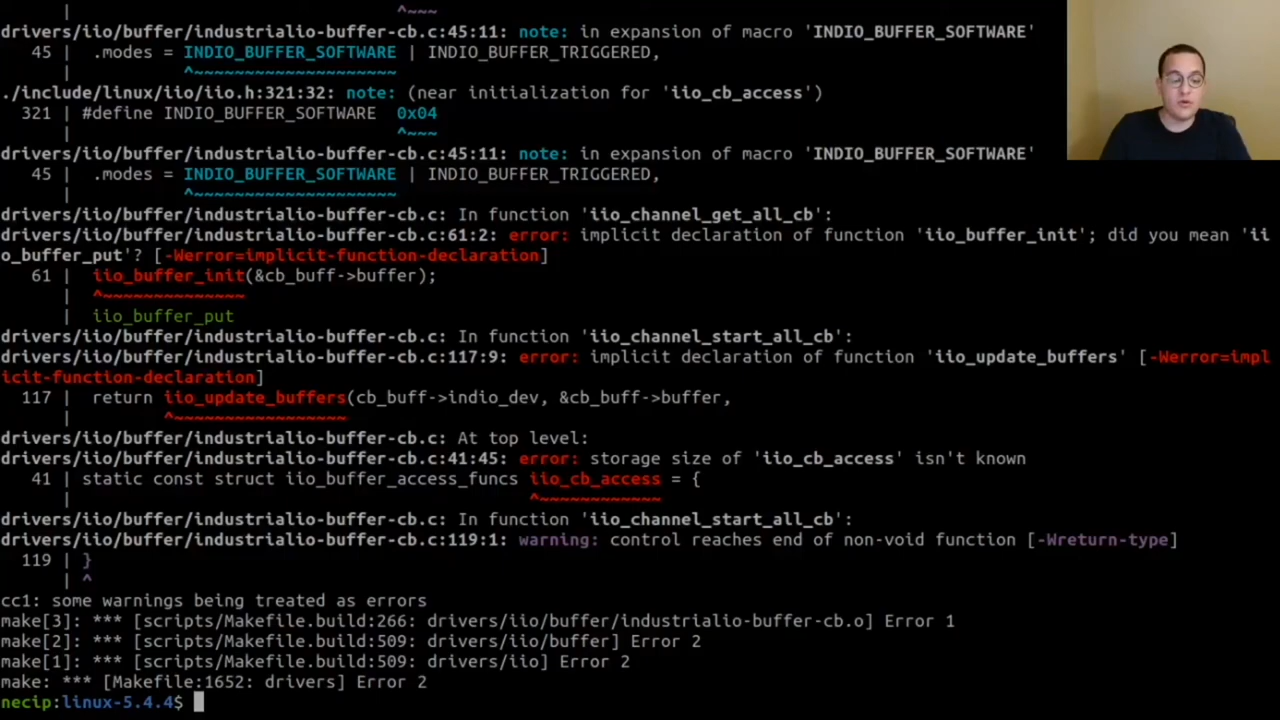 |                                 ^~~~
drivers/iio/buffer/industrialio-buffer-cb.c:45:11: note: in expansion of macro 'INDIO_BUFFER_SOFTWARE'
   45 |  .modes = INDIO_BUFFER_SOFTWARE | INDIO_BUFFER_TRIGGERED,
      |           ^~~~~~~~~~~~~~~~~~~~~
./include/linux/iio/iio.h:321:32: note: (near initialization for 'iio_cb_access')
  321 | #define INDIO_BUFFER_SOFTWARE  0x04
      |                                ^~~~
drivers/iio/buffer/industrialio-buffer-cb.c:45:11: note: in expansion of macro 'INDIO_BUFFER_SOFTWARE'
   45 |  .modes = INDIO_BUFFER_SOFTWARE | INDIO_BUFFER_TRIGGERED,
      |           ^~~~~~~~~~~~~~~~~~~~~
drivers/iio/buffer/industrialio-buffer-cb.c: In function 'iio_channel_get_all_cb':
drivers/iio/buffer/industrialio-buffer-cb.c:61:2: error: implicit declaration of function 'iio_buffer_init'; did you mean 'ii
o_buffer_put'? [-Werror=implicit-function-declaration]
   61 |  iio_buffer_init(&cb_buff->buffer);
      |  ^~~~~~~~~~~~~~~
      |  iio_buffer_put
drivers/iio/buffer/industrialio-buffer-cb.c: In function 'iio_channel_start_all_cb':
drivers/iio/buffer/industrialio-buffer-cb.c:117:9: error: implicit declaration of function 'iio_update_buffers' [-Werror=impl
icit-function-declaration]
  117 |  return iio_update_buffers(cb_buff->indio_dev, &cb_buff->buffer,
      |         ^~~~~~~~~~~~~~~~~~
drivers/iio/buffer/industrialio-buffer-cb.c: At top level:
drivers/iio/buffer/industrialio-buffer-cb.c:41:45: error: storage size of 'iio_cb_access' isn't known
   41 | static const struct iio_buffer_access_funcs iio_cb_access = {
      |                                             ^~~~~~~~~~~~~
drivers/iio/buffer/industrialio-buffer-cb.c: In function 'iio_channel_start_all_cb':
drivers/iio/buffer/industrialio-buffer-cb.c:119:1: warning: control reaches end of non-void function [-Wreturn-type]
  119 | }
      | ^
cc1: some warnings being treated as errors
make[3]: *** [scripts/Makefile.build:266: drivers/iio/buffer/industrialio-buffer-cb.o] Error 1
make[2]: *** [scripts/Makefile.build:509: drivers/iio/buffer] Error 2
make[1]: *** [scripts/Makefile.build:509: drivers/iio] Error 2
make: *** [Makefile:1652: drivers] Error 2
necip:linux-5.4.4$